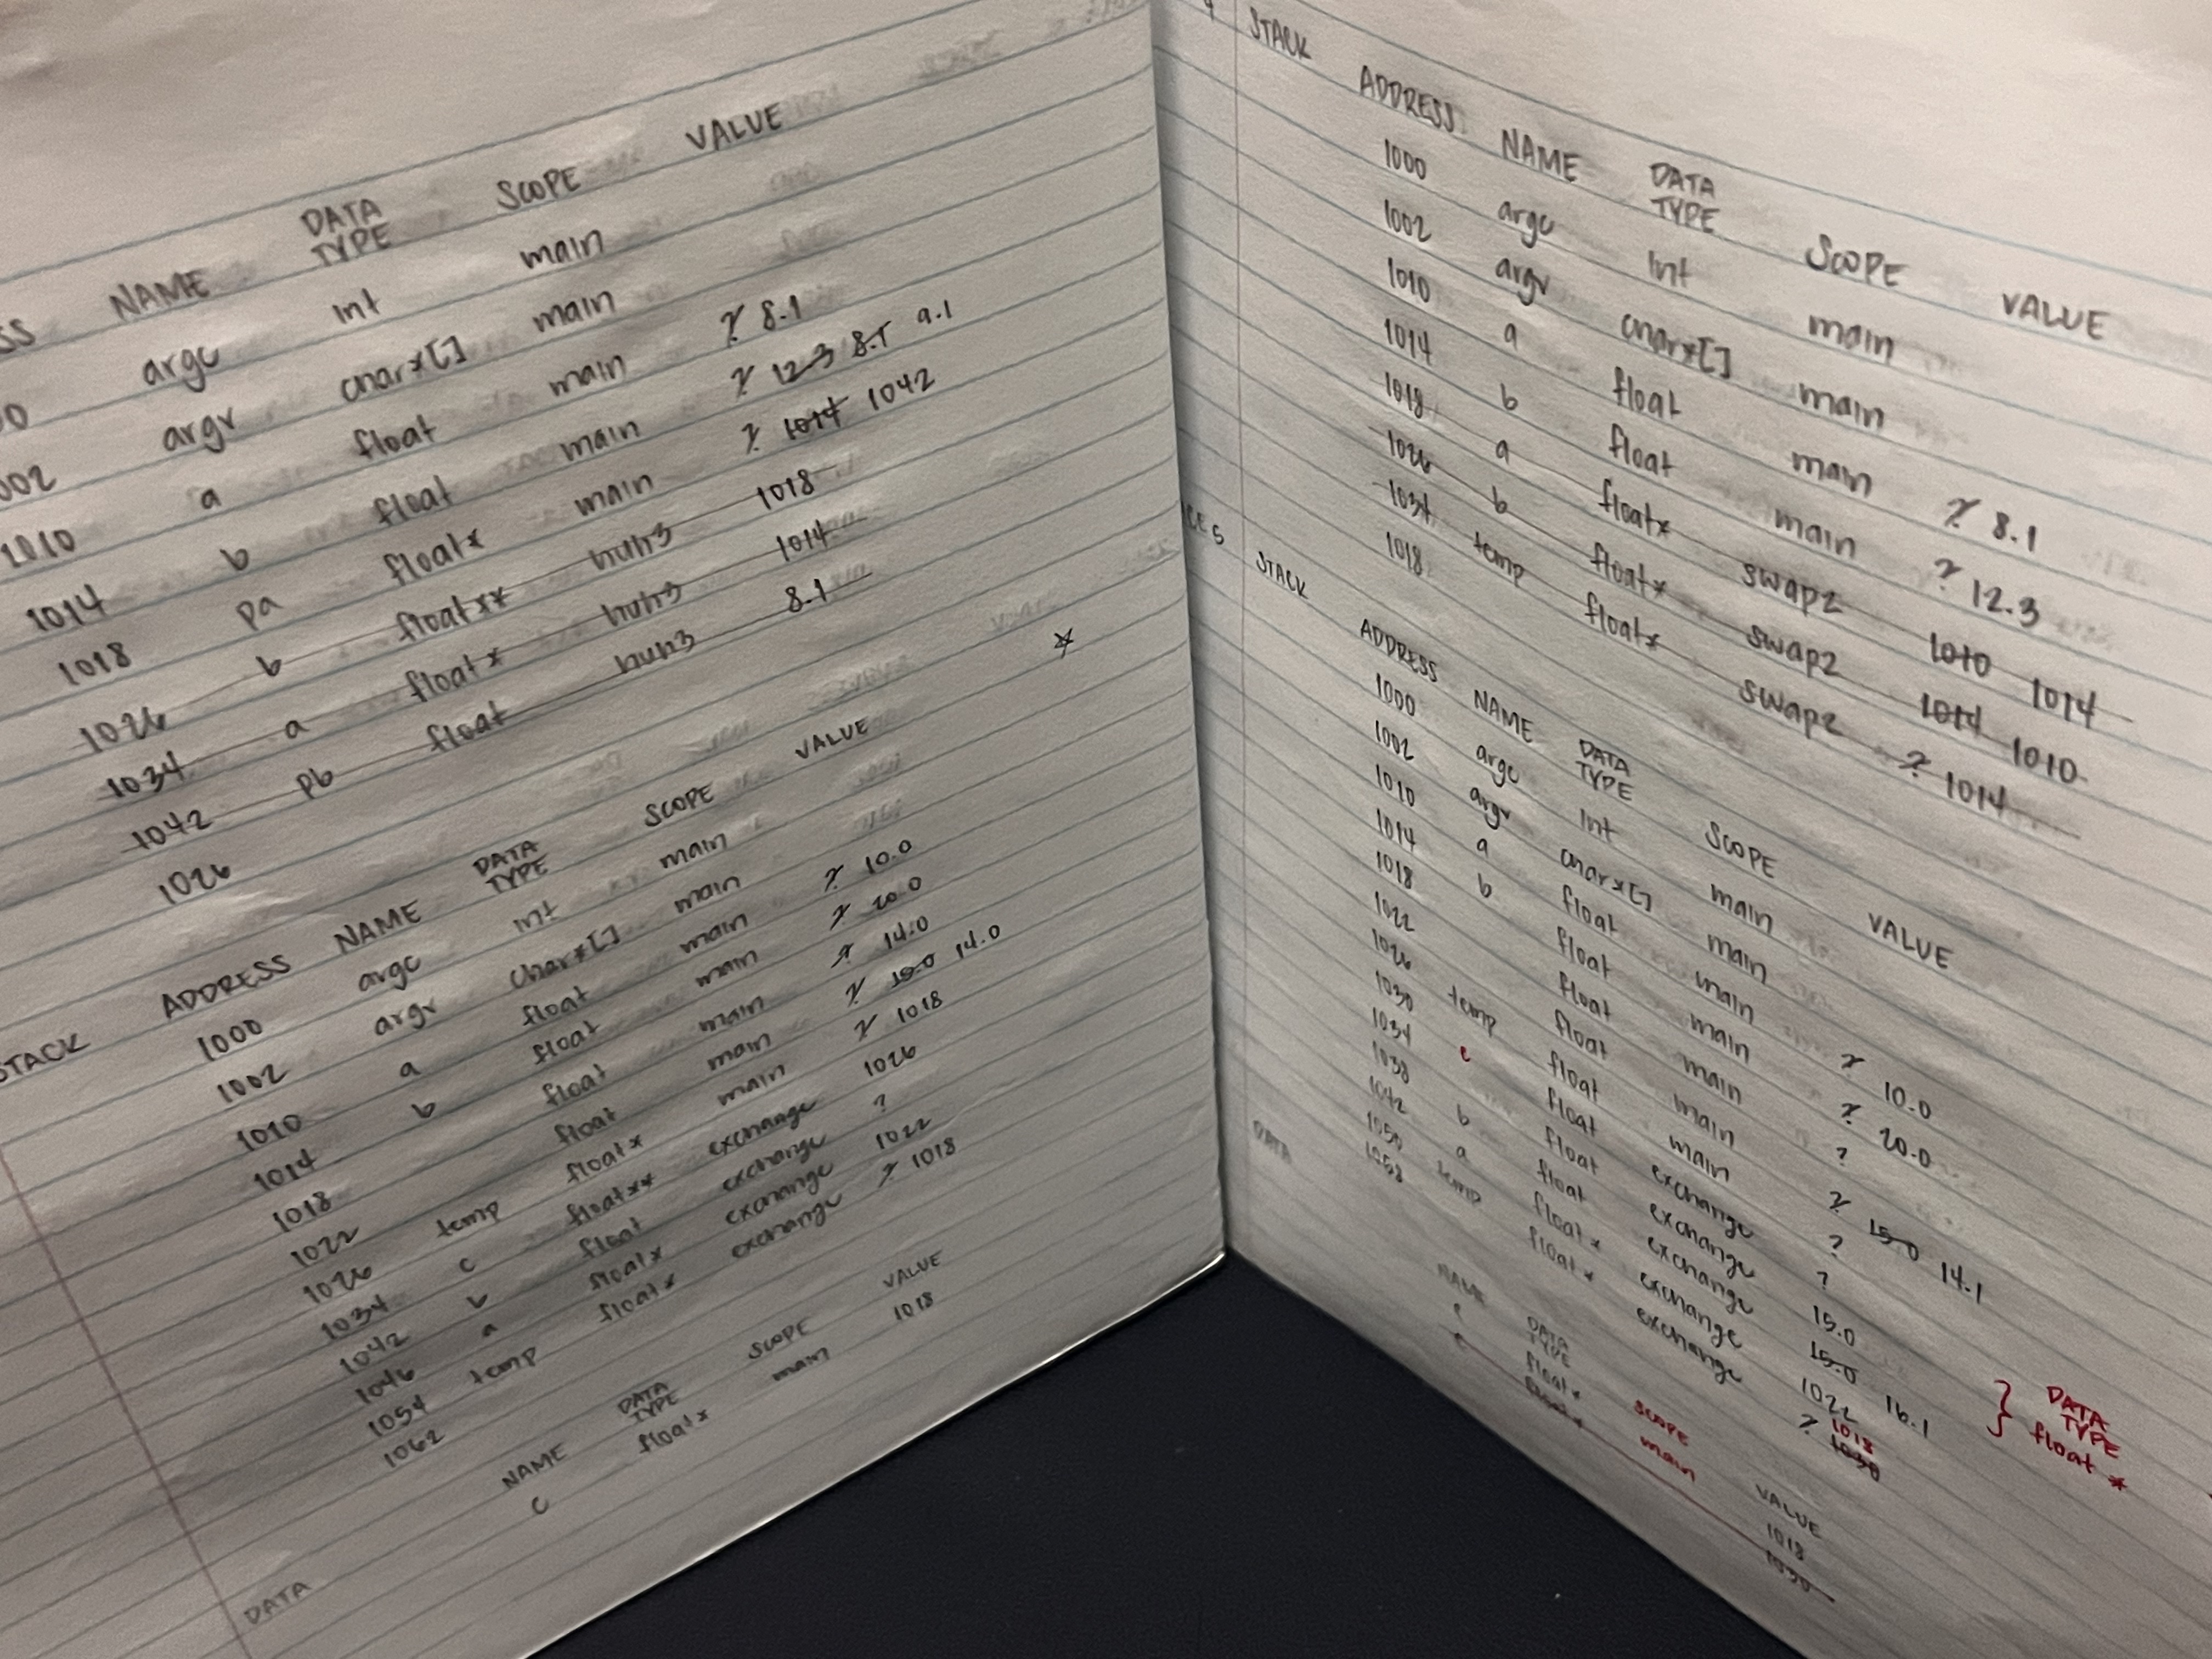 NAME DATA TYPE SCOPE VALUE
argc int main
1002 argv char*[] main
1010 a float main ? 8.1
1014 b float main ? 12.3 8.1 9.1
1018 pa float* main ? 1014 1042
1026 b float** huh3 1018
1034 a float* huh3 1014
1042 pb float huh3 8.1
1026
STACK ADDRESS NAME DATA TYPE SCOPE VALUE
1000 argc int main
1002 argv char*[] main
1010 a float main ? 10.0
1014 b float main ? 20.0
1018 float main ? 14.0
1022 float main ? 15.0 14.0
1026 temp float* main ? 1018
1034 c float** exchange 1026
1042 b float exchange ?
1046 a float* exchange 1022
1054 temp float* exchange ? 1018
1062
DATA NAME DATA TYPE SCOPE VALUE
c float* main 1018
STACK ADDRESS NAME DATA TYPE SCOPE VALUE
1000 argc int main
1002 argv char*[] main
1010 a float main ? 8.1
1014 b float main ? 12.3
1018 a float* swap2 1010 1014
1026 b float* swap2 1014 1010
1034 temp float* swap2 ? 1014
1018
STACK ADDRESS NAME DATA TYPE SCOPE VALUE
1000 argc int main
1002 argv char*[] main
1010 a float main ? 10.0
1014 b float main ? 20.0
1018 float main ?
1022 float main ? 15.0 14.1
1026 temp float main ?
1030 c float exchange ?
1034 float exchange 15.0
1038 b float exchange 15.0 16.1
1042 a float* exchange 1022
1050 temp float* exchange ? 1018 1030
1058
} DATA TYPE float *
DATA NAME DATA TYPE SCOPE VALUE
c float* main 1018
c float* 1030